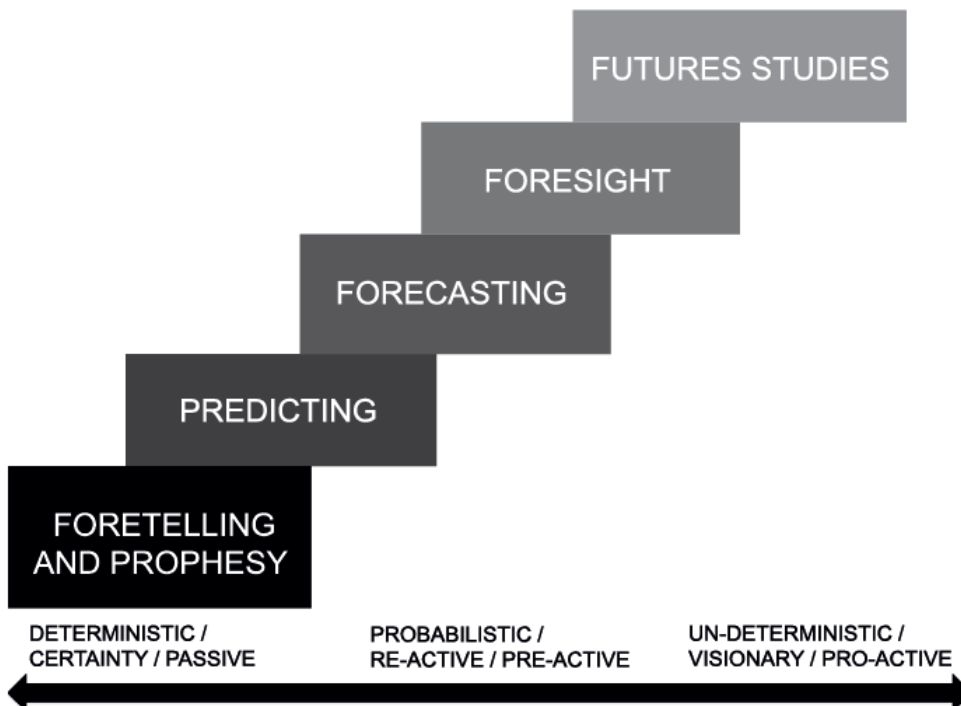 FUTURES STUDIES
FORESIGHT
FORECASTING
PREDICTING
FORETELLING
AND PROPHESY
DETERMINISTIC /
CERTAINTY / PASSIVE
PROBABILISTIC /
RE-ACTIVE / PRE-ACTIVE
UN-DETERMINISTIC /
VISIONARY / PRO-ACTIVE